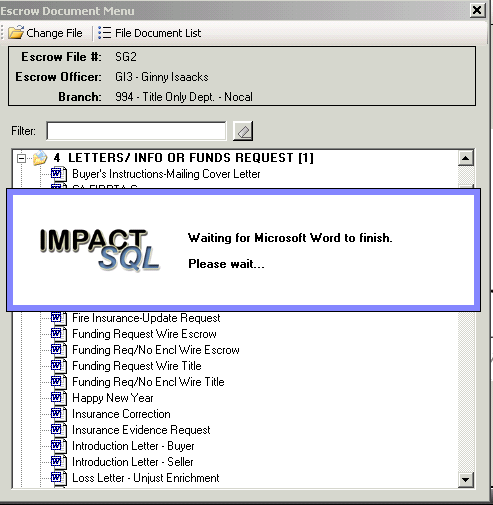 Escrow Document Menu
Change File File Document List
Escrow File #: SG2
Escrow Officer: GI3 - Ginny Isaacks
Branch: 994 - Title Only Dept. - Nocal
Filter:
4 LETTERS/ INFO OR FUNDS REQUEST [1]
Buyer's Instructions-Mailing Cover Letter
IMPACT
SQL
Waiting for Microsoft Word to finish.
Please wait...
Fire Insurance-Update Request
Funding Request Wire Escrow
Funding Req/No Encl Wire Escrow
Funding Request Wire Title
Funding Req/No Encl Wire Title
Happy New Year
Insurance Correction
Insurance Evidence Request
Introduction Letter - Buyer
Introduction Letter - Seller
Loss Letter - Unjust Enrichment